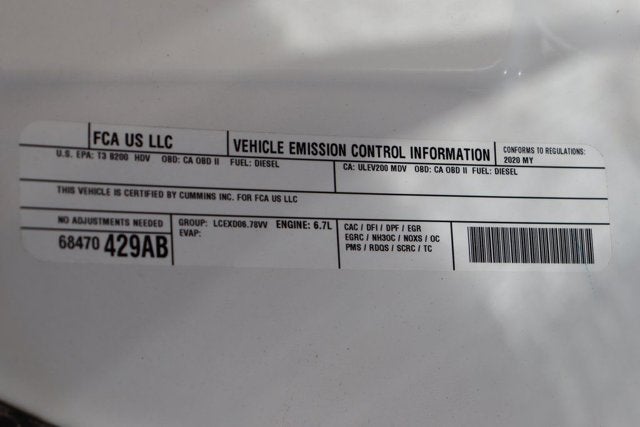 FCA US LLC
VEHICLE EMISSION CONTROL INFORMATION
CONFORMS TO REGULATIONS:
2020 MY
U.S. EPA: T3 B200 HDV OBD: CA OBD II FUEL: DIESEL
CA: ULEV200 MDV OBD: CA OBD II FUEL: DIESEL
THIS VEHICLE IS CERTIFIED BY CUMMINS INC. FOR FCA US LLC
NO ADJUSTMENTS NEEDED
68470 429AB
GROUP: LCEXD06.78VV ENGINE: 6.7L
EVAP:
CAC / DFI / DPF / EGR
EGRC / NH3OC / NOXS / OC
PMS / RDQS / SCRC / TC